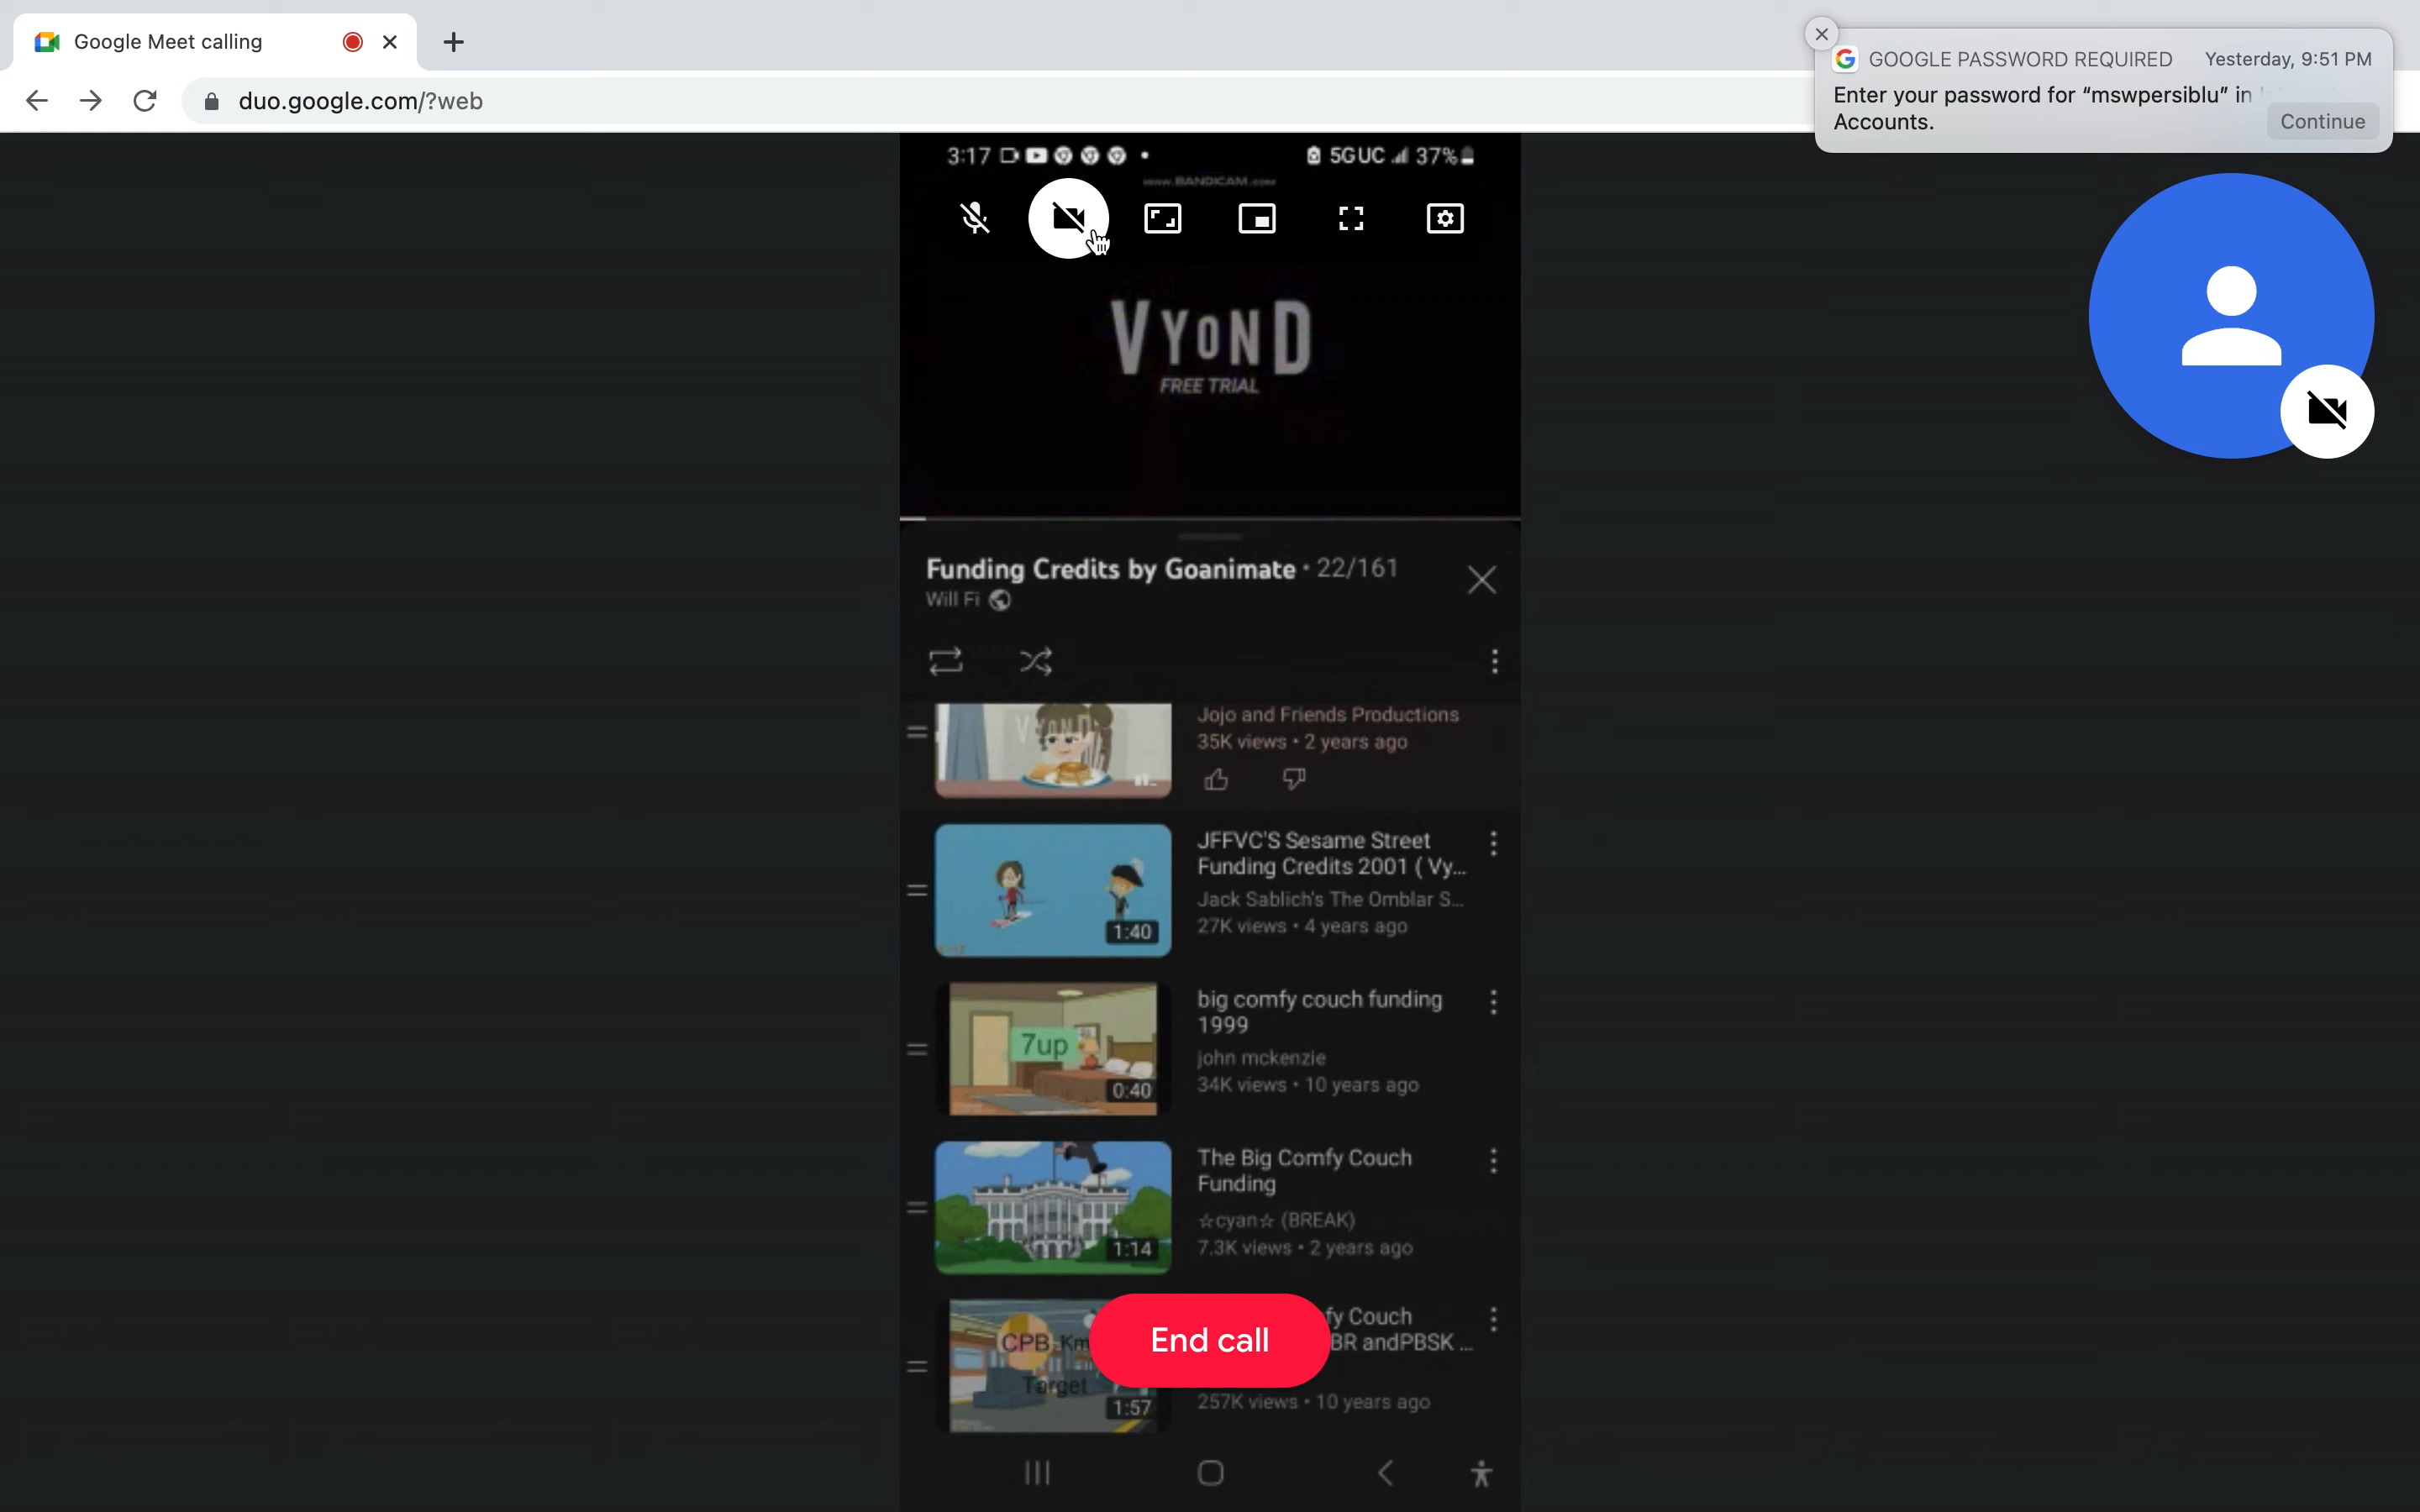 Google Meet calling
GOOGLE PASSWORD REQUIRED Yesterday, 9:51 PM
Enter your password for “mswpersiblu” in
Accounts.
Continue
duo.google.com/?web
3:17 5GUC 37%
www.BANDICAM.com
VYOND
FREE TRIAL
Funding Credits by Goanimate • 22/161
Will Fi
VYOND
Jojo and Friends Productions
35K views • 2 years ago
JFFVC'S Sesame Street
Funding Credits 2001 ( Vy...
Jack Sablich's The Omblar S...
27K views • 4 years ago
1:40
big comfy couch funding
1999
7up
john mckenzie
34K views • 10 years ago
0:40
The Big Comfy Couch
Funding
☆cyan☆ (BREAK)
7.3K views • 2 years ago
1:14
fy Couch
BR andPBSK ...
CPB Km
Target
End call
257K views • 10 years ago
1:57